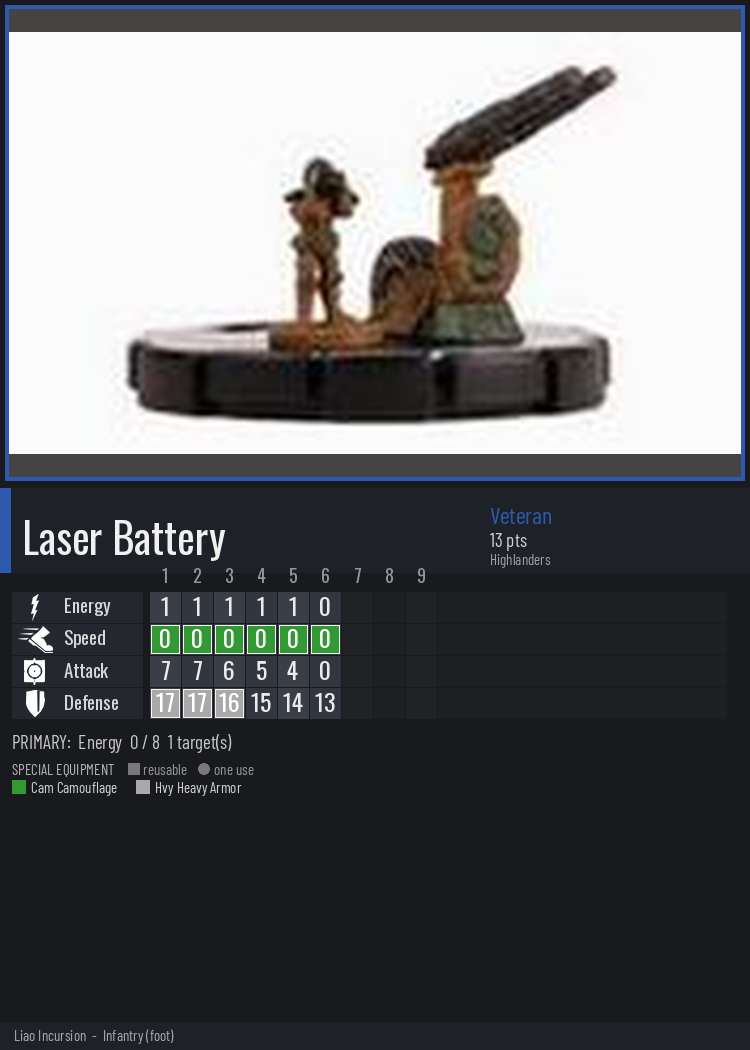 Laser Battery
Veteran
13 pts
Highlanders
1 2 3 4 5 6 7 8 9
Energy 1 1 1 1 1 0
Speed 0 0 0 0 0 0
Attack 7 7 6 5 4 0
Defense 17 17 16 15 14 13
PRIMARY: Energy 0 / 8 1 target(s)
SPECIAL EQUIPMENT reusable one use
Cam Camouflage Hvy Heavy Armor
Liao Incursion - Infantry (foot)